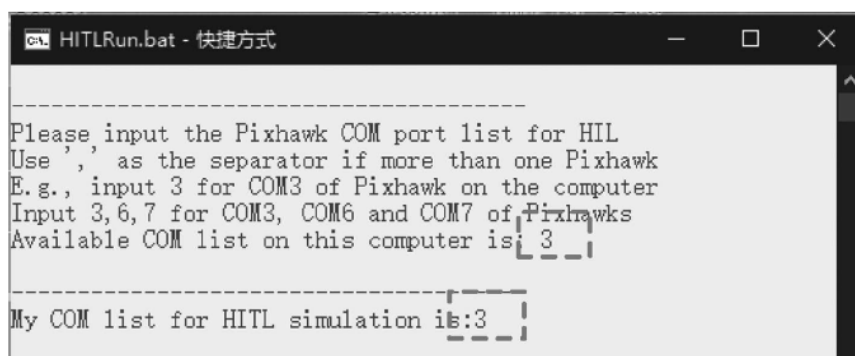 HITLRun.bat - 快捷方式
----------------------------------------
Please input the Pixhawk COM port list for HIL
Use ',' as the separator if more than one Pixhawk
E.g., input 3 for COM3 of Pixhawk on the computer
Input 3,6,7 for COM3, COM6 and COM7 of Pixhawks
Available COM list on this computer is: 3
----------------------------------------
My COM list for HITL simulation is:3